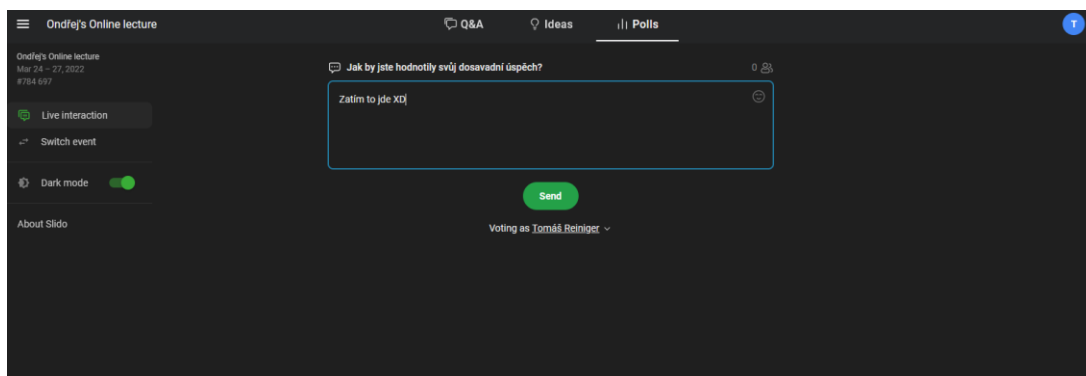 Ondřej's Online lecture
Q&A
Ideas
Polls
T
Ondřej's Online lecture
Mar 24 – 27, 2022
#784 697
Live interaction
Switch event
Dark mode
About Slido
Jak by jste hodnotily svůj dosavadní úspěch?
0
Zatím to jde XD
Send
Voting as Tomáš Reiniger